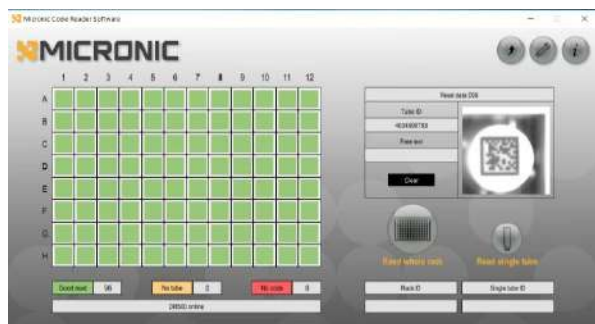 Micronic Code Reader Software
MICRONIC
1 2 3 4 5 6 7 8 9 10 11 12
A
B
C
D
E
F
G
H
Tube ID
Free text
Clear
Read whole rack
Read single tube
Good read 96
No tube 0
No code 0
Rack ID
Single tube ID
online